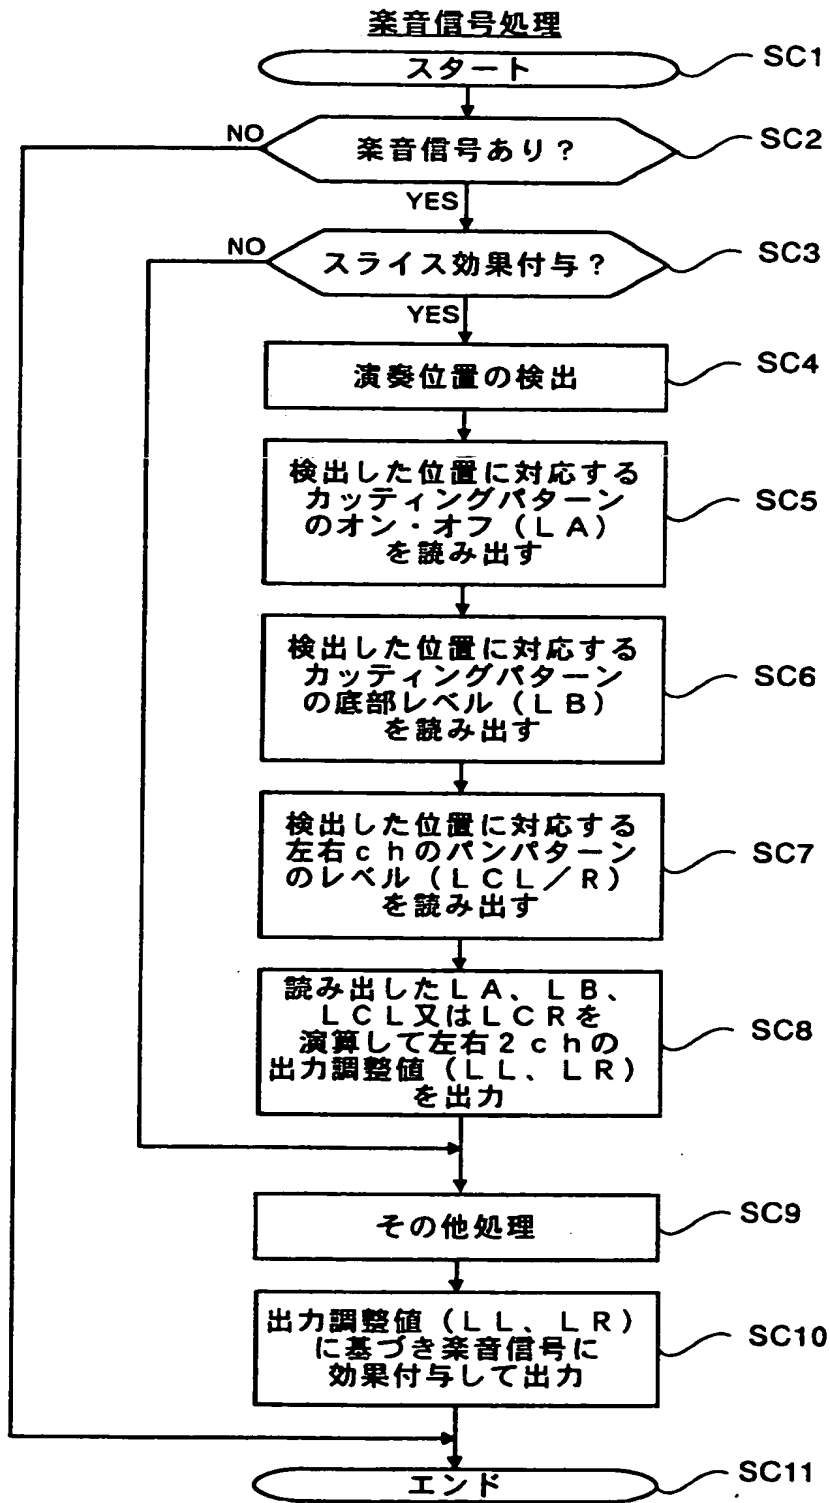 楽音信号処理
スタート
SC1
楽音信号あり？
SC2
NO
YES
スライス効果付与？
SC3
NO
YES
演奏位置の検出
SC4
検出した位置に対応する
カッティングパターン
のオン・オフ（ＬＡ）
を読み出す
SC5
検出した位置に対応する
カッティングパターン
の底部レベル（ＬＢ）
を読み出す
SC6
検出した位置に対応する
左右ｃｈのパンパターン
のレベル（ＬＣＬ／Ｒ）
を読み出す
SC7
読み出したＬＡ、ＬＢ、
ＬＣＬ又はＬＣＲを
演算して左右２ｃｈの
出力調整値（ＬＬ、ＬＲ）
を出力
SC8
その他処理
SC9
出力調整値（ＬＬ、ＬＲ）
に基づき楽音信号に
効果付与して出力
SC10
エンド
SC11